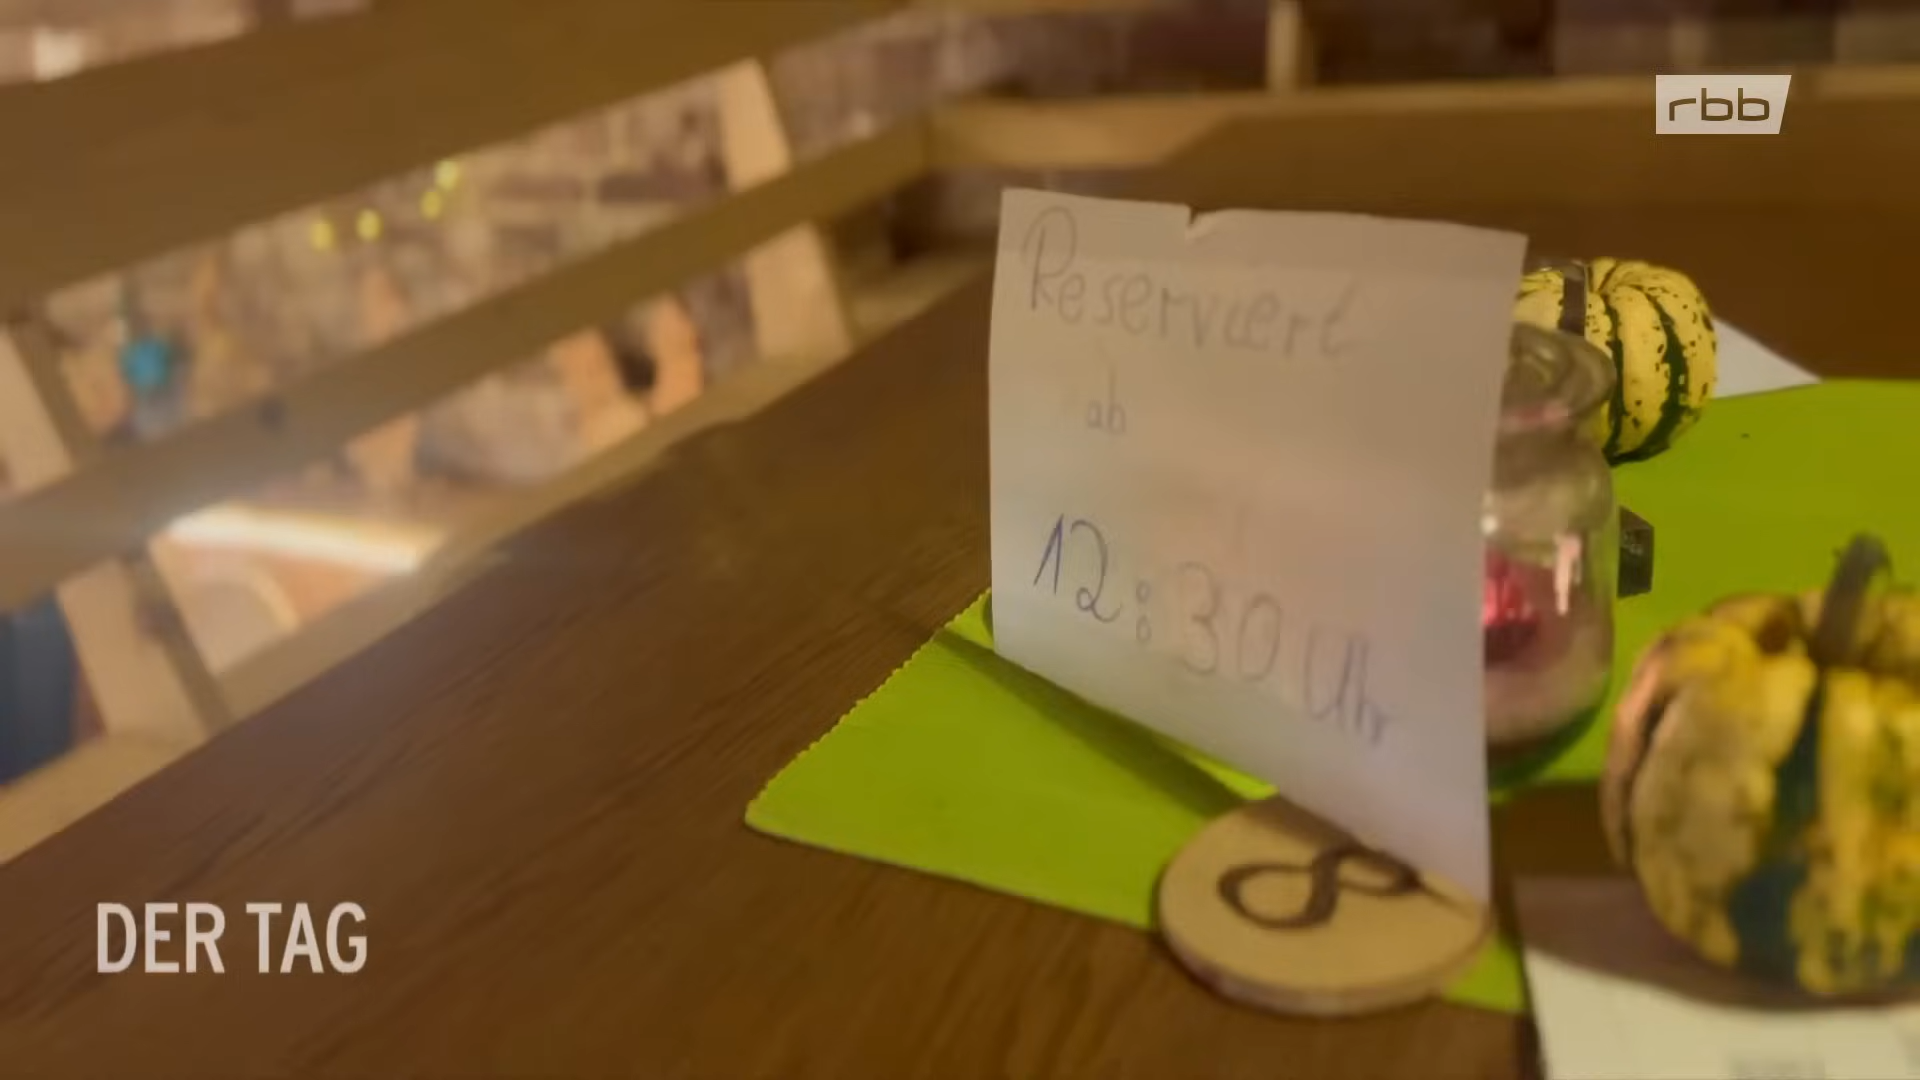 rbb
Reserviert
ab
12:30 Uhr
8
DER TAG